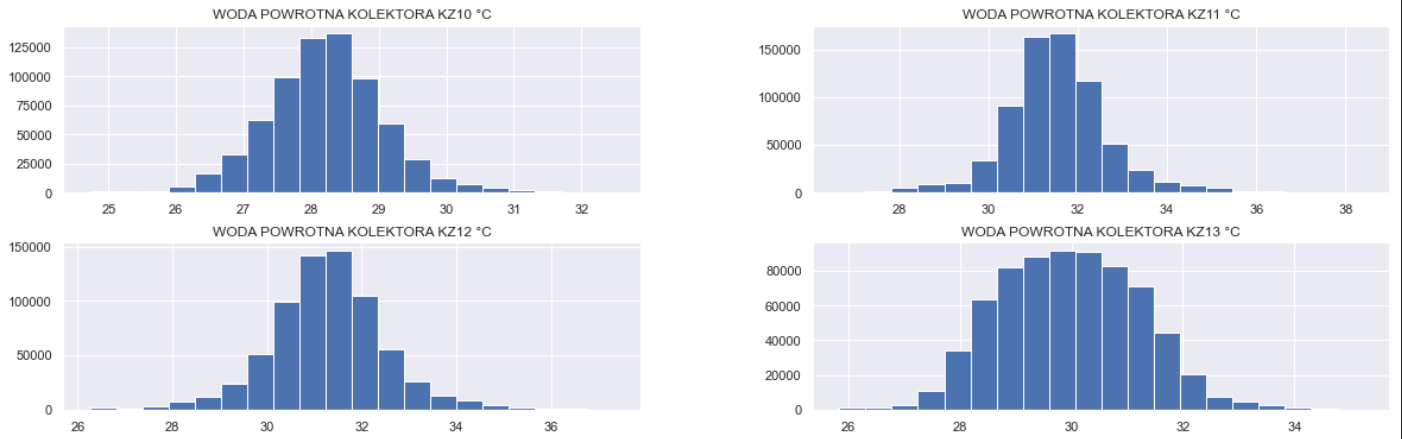 WODA POWROTNA KOLEKTORA KZ10 °C
125000
100000
75000
50000
25000
0
25 26 27 28 29 30 31 32
WODA POWROTNA KOLEKTORA KZ11 °C
150000
100000
50000
0
28 30 32 34 36 38
WODA POWROTNA KOLEKTORA KZ12 °C
150000
100000
50000
0
26 28 30 32 34 36
WODA POWROTNA KOLEKTORA KZ13 °C
80000
60000
40000
20000
0
26 28 30 32 34